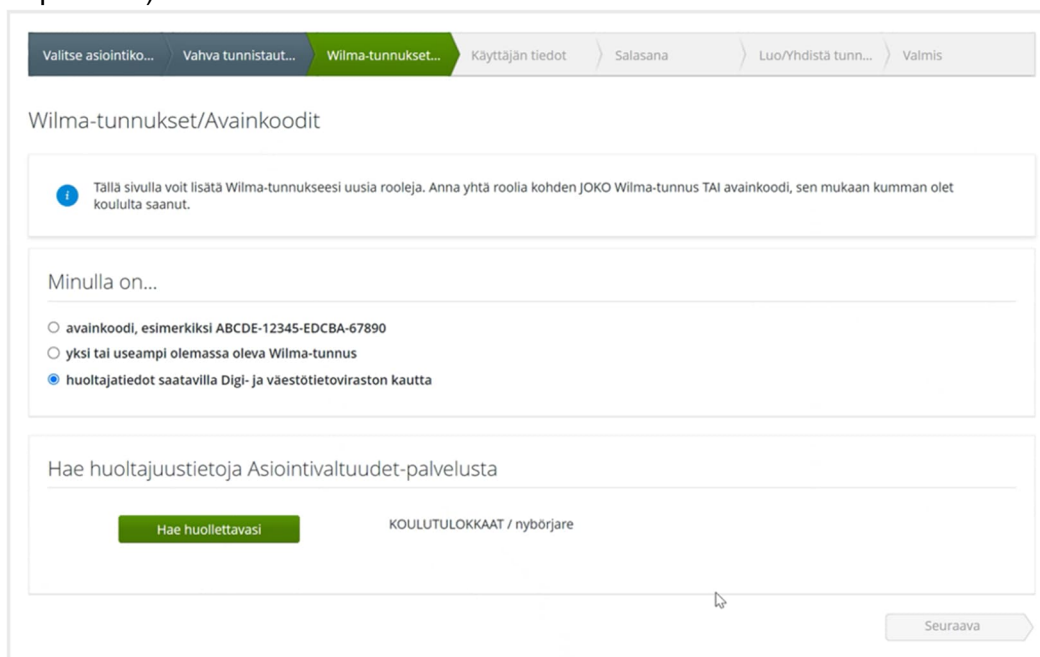 Valitse asiointiko...
Vahva tunnistaut...
Wilma-tunnukset...
Käyttäjän tiedot
Salasana
Luo/Yhdistä tunn...
Valmis
Wilma-tunnukset/Avainkoodit
Tällä sivulla voit lisätä Wilma-tunnukseesi uusia rooleja. Anna yhtä roolia kohden JOKO Wilma-tunnus TAI avainkoodi, sen mukaan kumman olet
koululta saanut.
Minulla on...
avainkoodi, esimerkiksi ABCDE-12345-EDCBA-67890
yksi tai useampi olemassa oleva Wilma-tunnus
huoltajatiedot saatavilla Digi- ja väestötietoviraston kautta
Hae huoltajuustietoja Asiointivaltuudet-palvelusta
Hae huollettavasi
KOULUTULOKKAAT / nybörjare
Seuraava